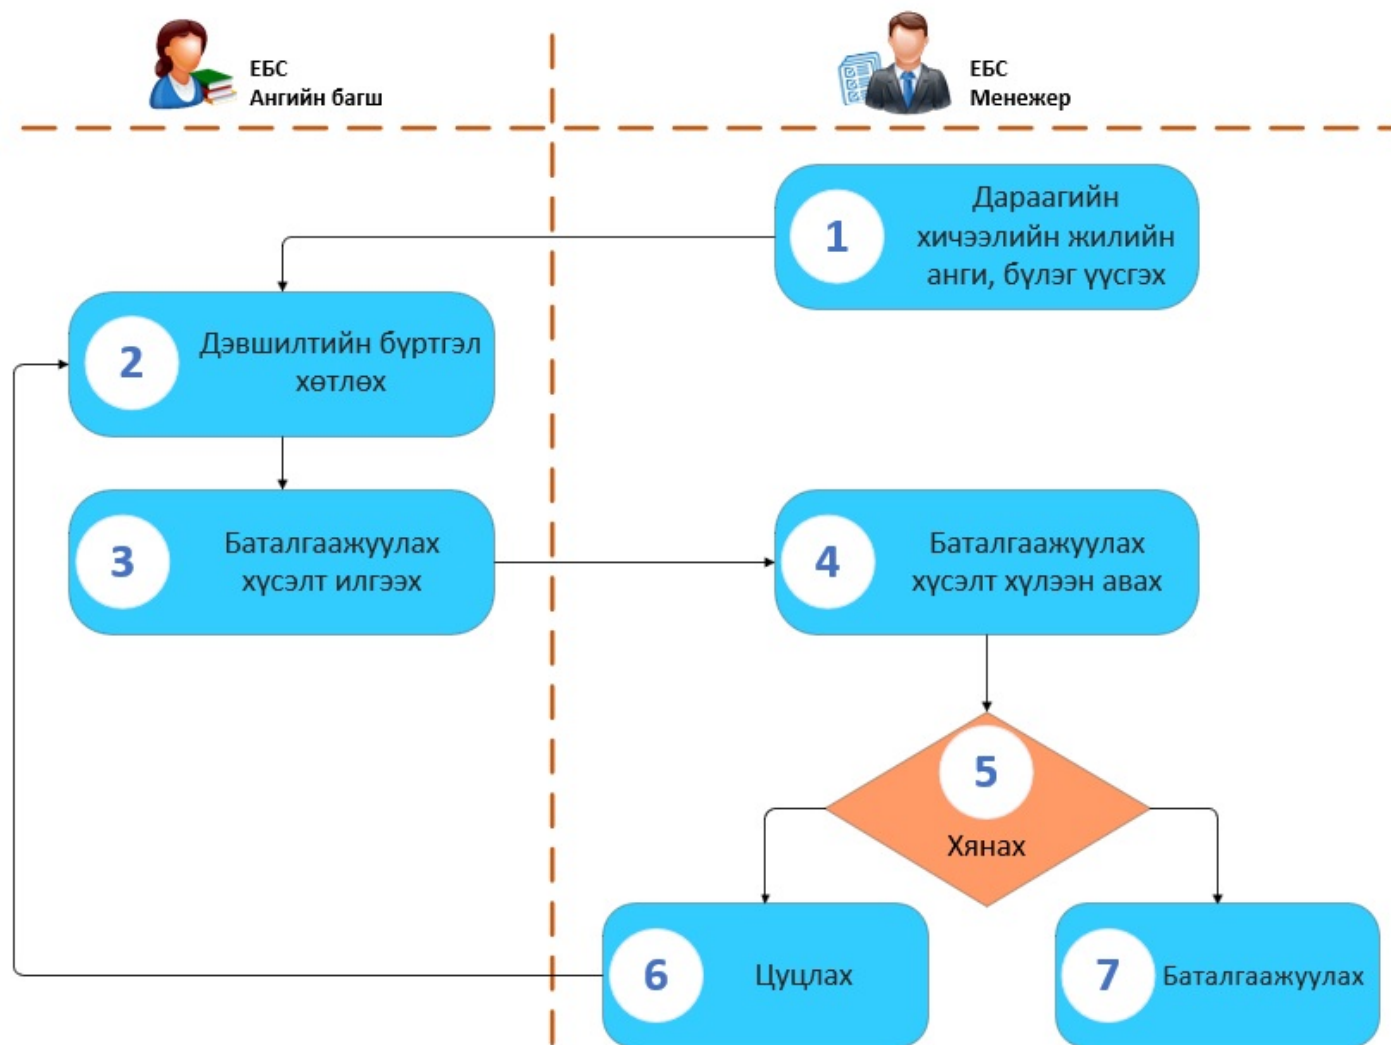 ЕБС
Ангийн багш
ЕБС
Менежер
1
Дараагийн
хичээлийн жилийн
анги, бүлэг үүсгэх
2
Дэвшилтийн бүртгэл
хөтлөх
3
Баталгаажуулах
хүсэлт илгээх
4
Баталгаажуулах
хүсэлт хүлээн авах
5
Хянах
6
Цуцлах
7
Баталгаажуулах